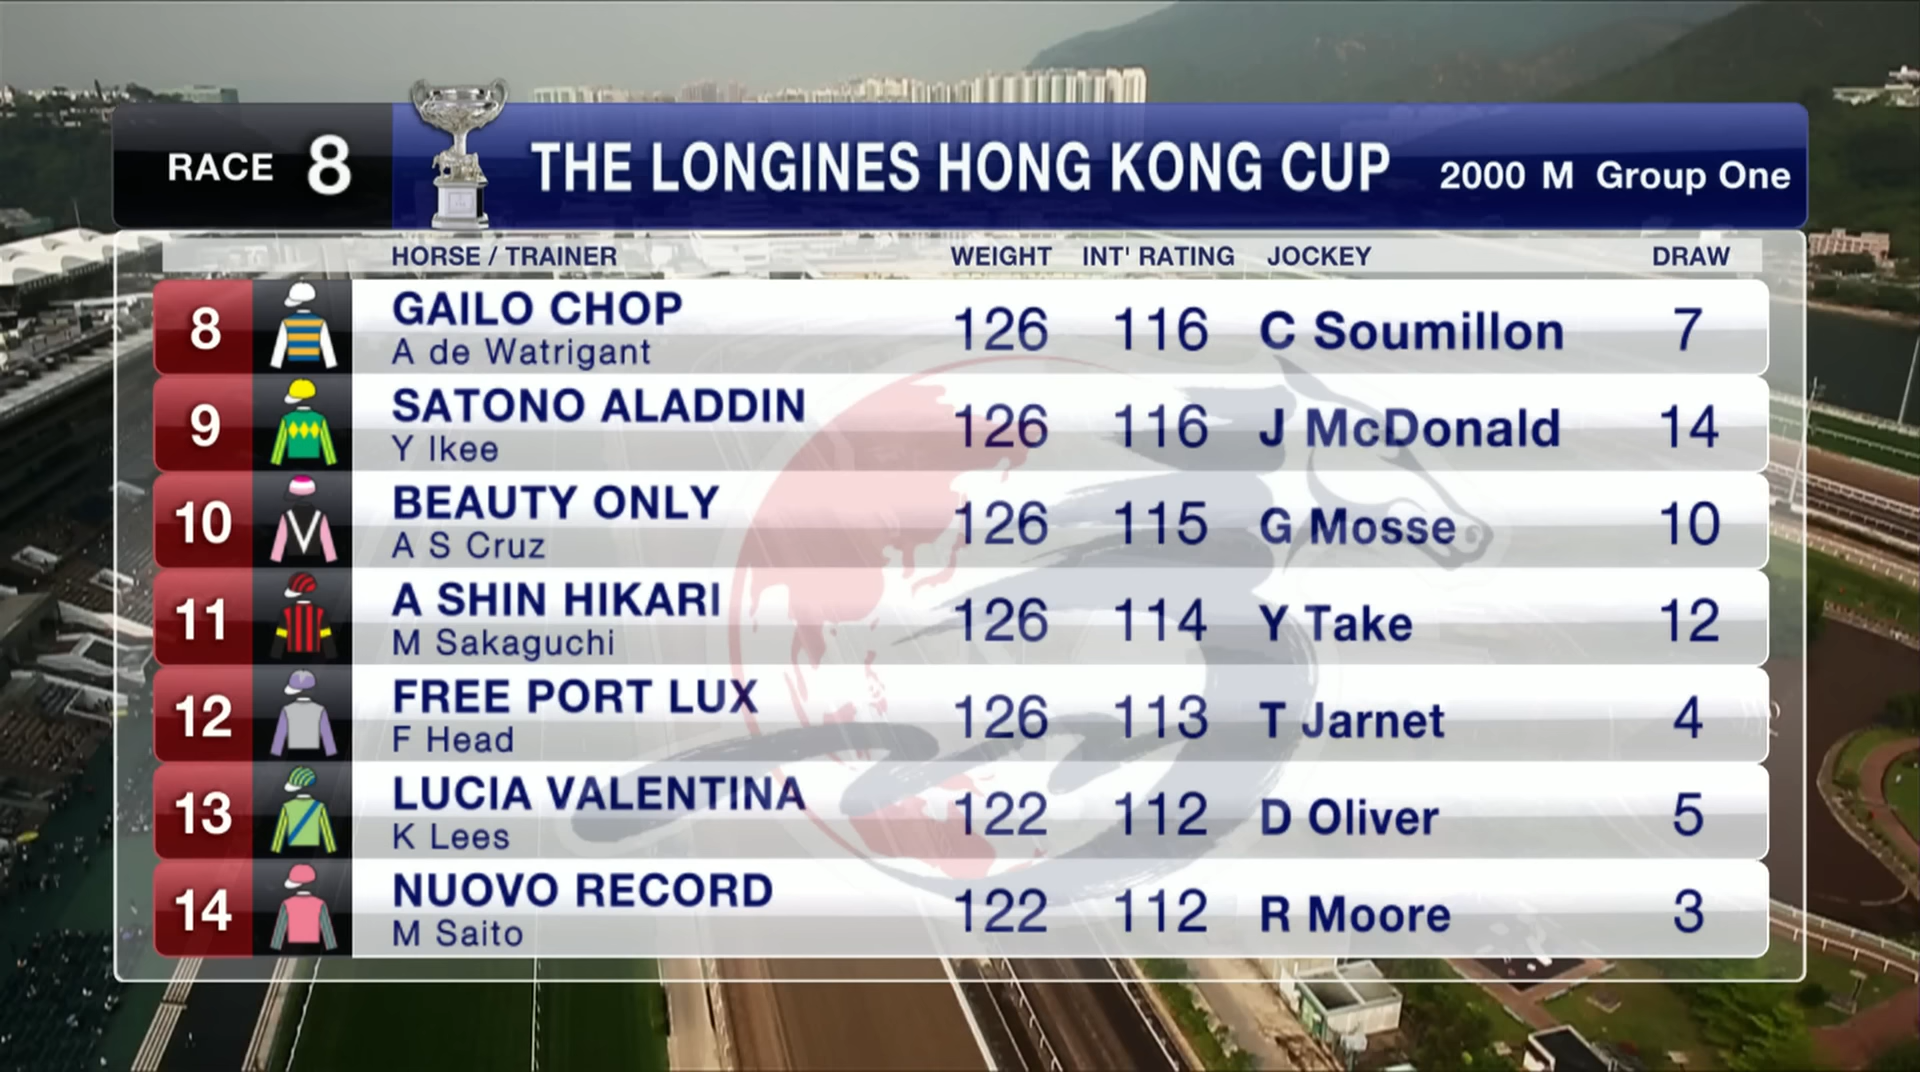 RACE 8 THE LONGINES HONG KONG CUP 2000 M Group One
HORSE / TRAINER WEIGHT INT' RATING JOCKEY DRAW
8 GAILO CHOP 126 116 C Soumillon 7
A de Watrigant
9 SATONO ALADDIN 126 116 J McDonald 14
Y Ikee
10 BEAUTY ONLY 126 115 G Mosse 10
A S Cruz
11 A SHIN HIKARI 126 114 Y Take 12
M Sakaguchi
12 FREE PORT LUX 126 113 T Jarnet 4
F Head
13 LUCIA VALENTINA 122 112 D Oliver 5
K Lees
14 NUOVO RECORD 122 112 R Moore 3
M Saito